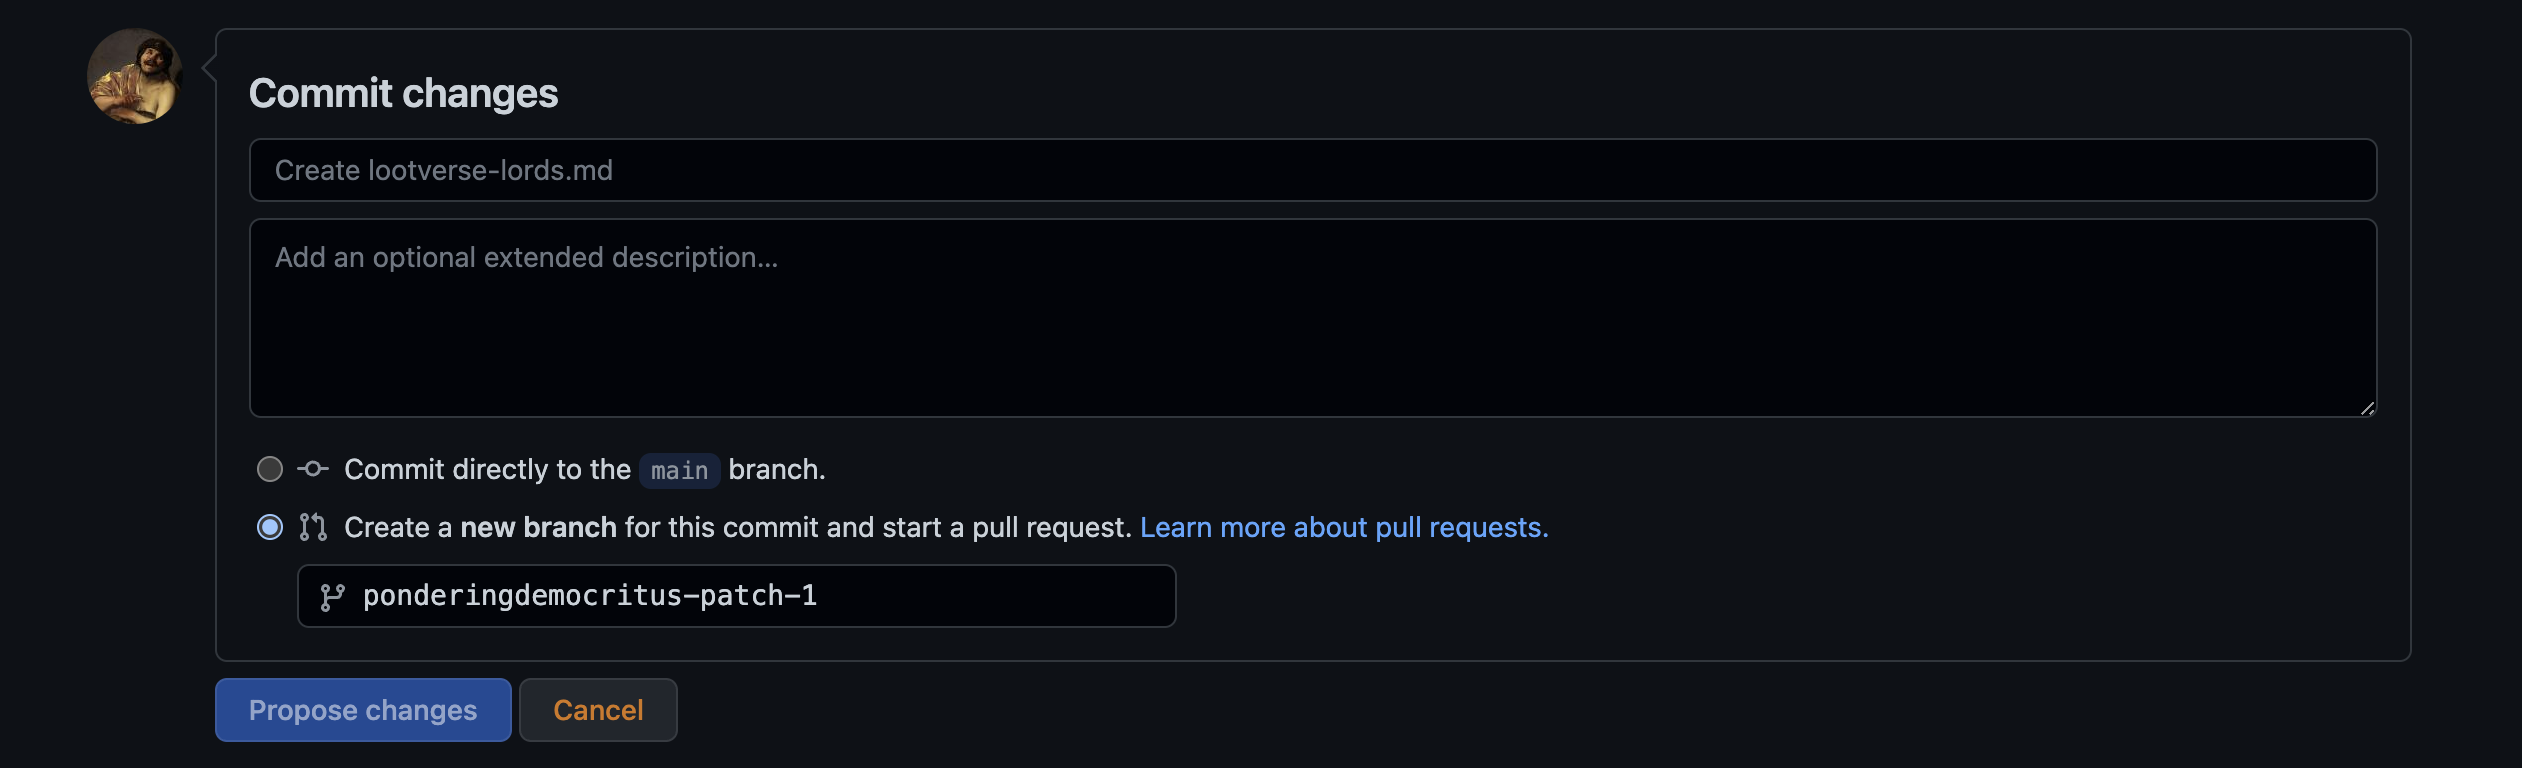 Commit changes
Create lootverse-lords.md
Add an optional extended description...
Commit directly to the main branch.
Create a new branch for this commit and start a pull request. Learn more about pull requests.
ponderingdemocritus-patch-1
Propose changes Cancel